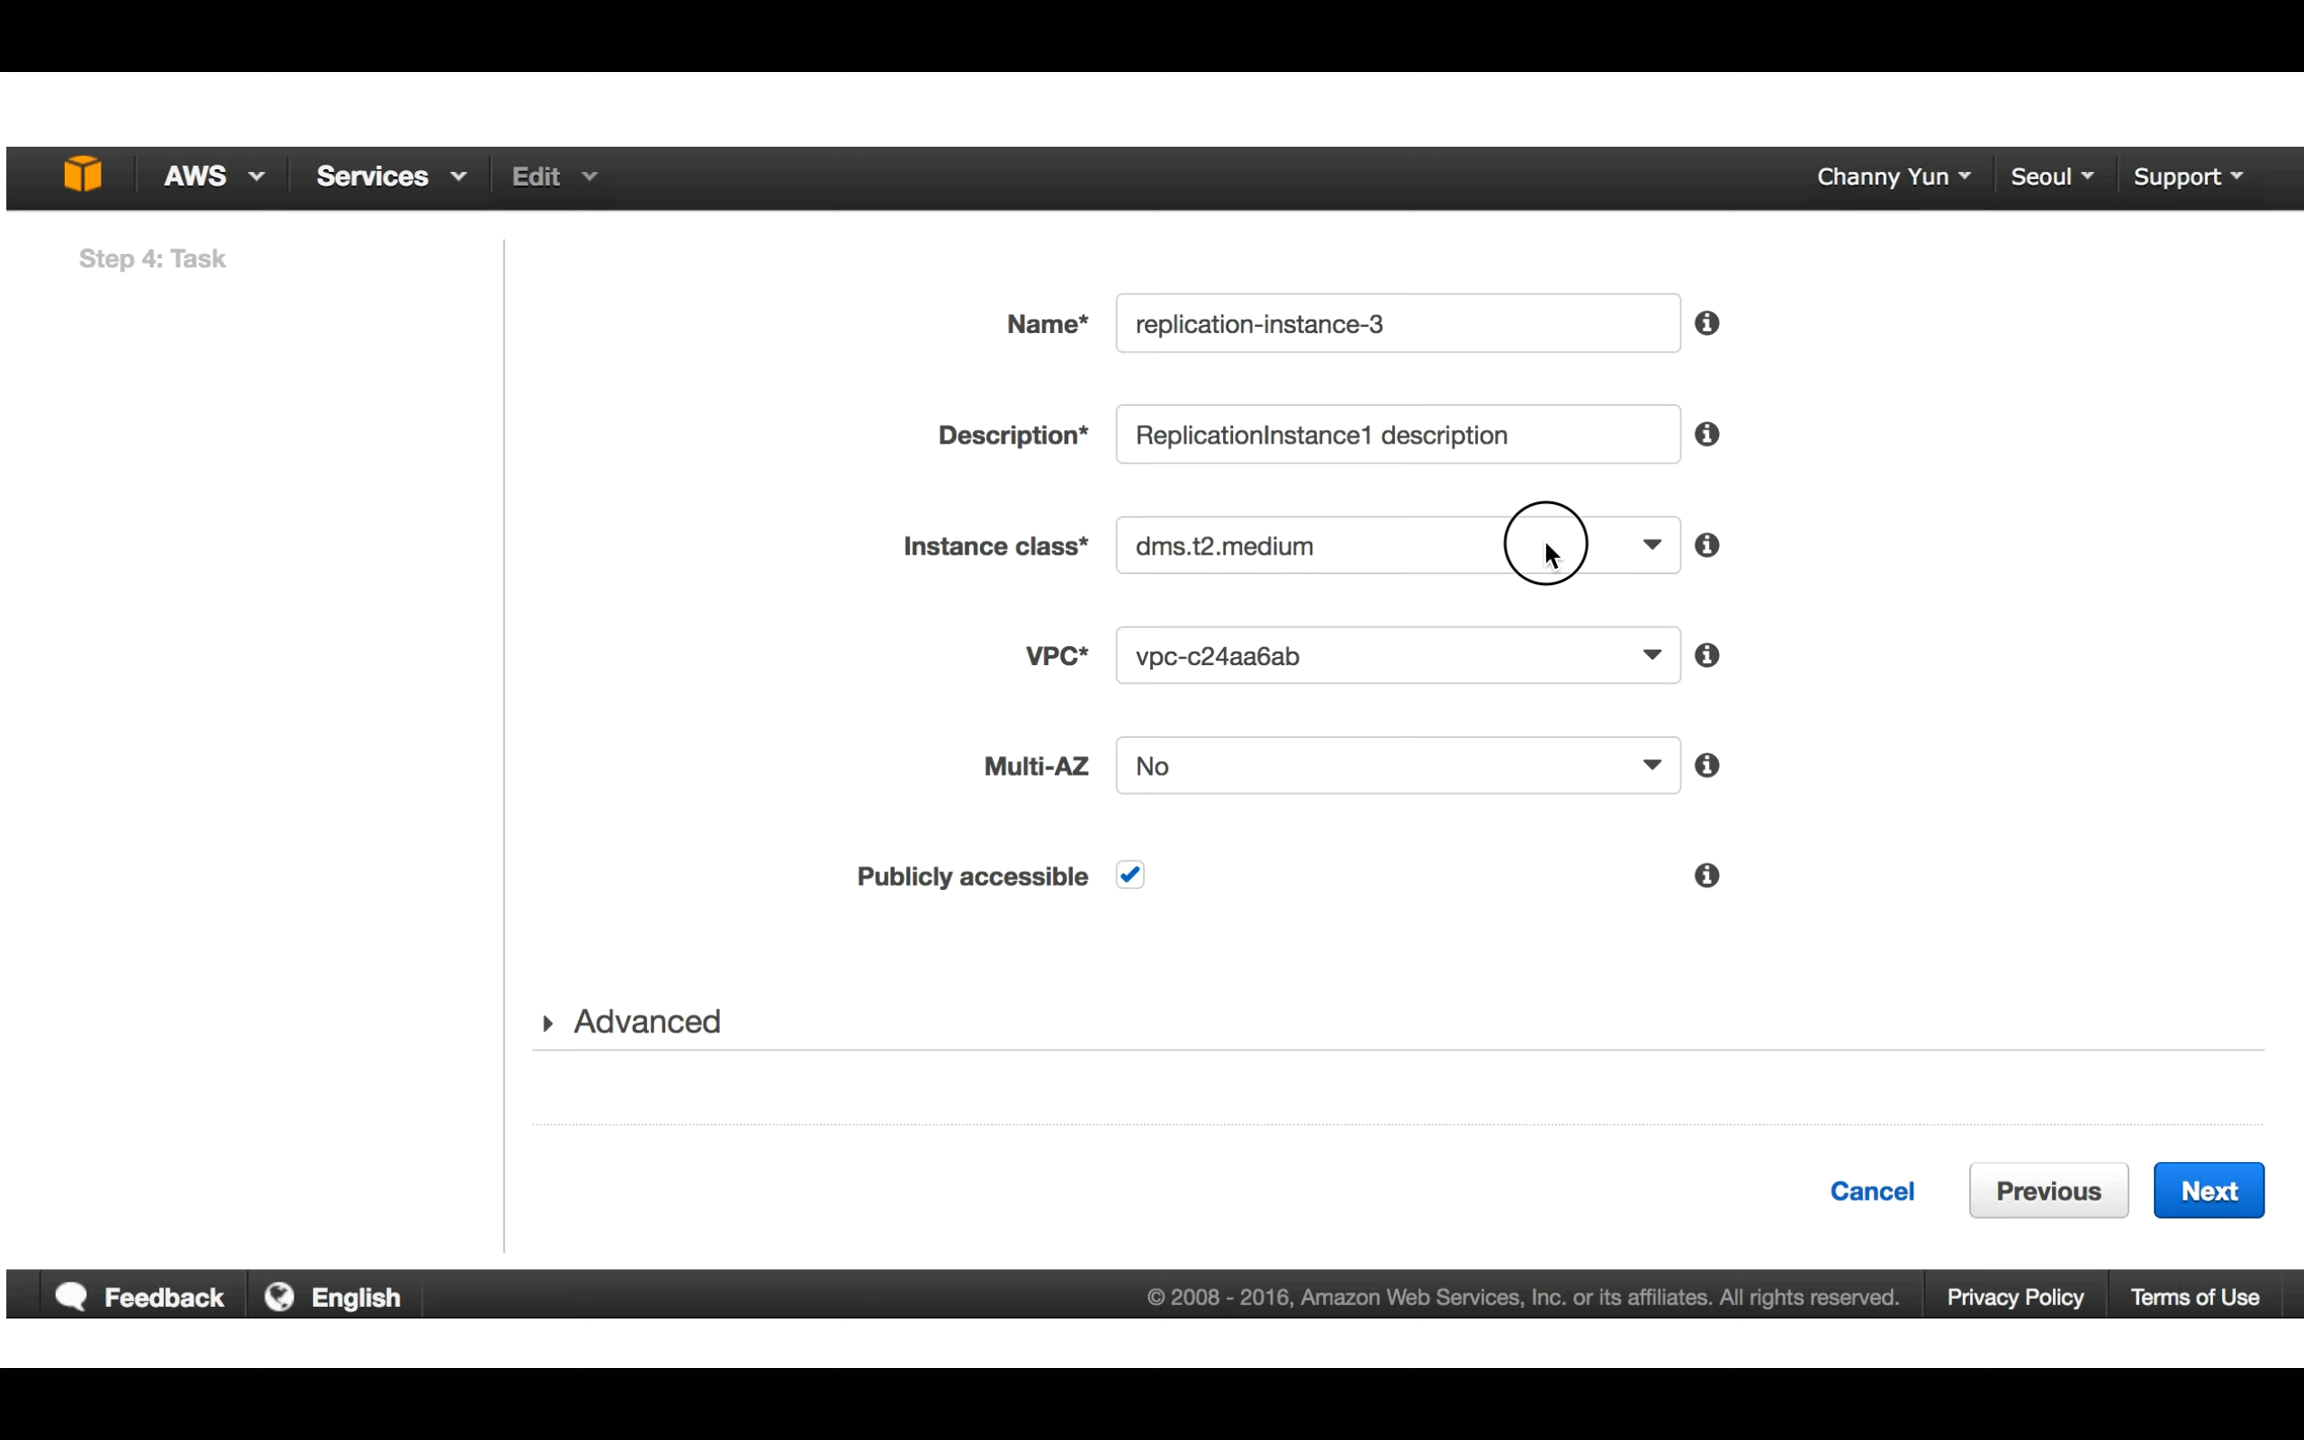 AWS Services Edit Channy Yun Seoul Support
Step 4: Task
Name* replication-instance-3
Description* ReplicationInstance1 description
Instance class* dms.t2.medium
VPC* vpc-c24aa6ab
Multi-AZ No
Publicly accessible
Advanced
Cancel Previous Next
Feedback English © 2008 - 2016, Amazon Web Services, Inc. or its affiliates. All rights reserved. Privacy Policy Terms of Use